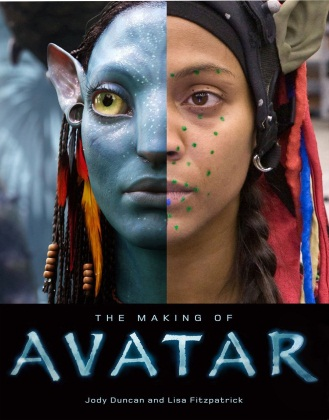 THE MAKING OF
AVATAR
Jody Duncan and Lisa Fitzpatrick